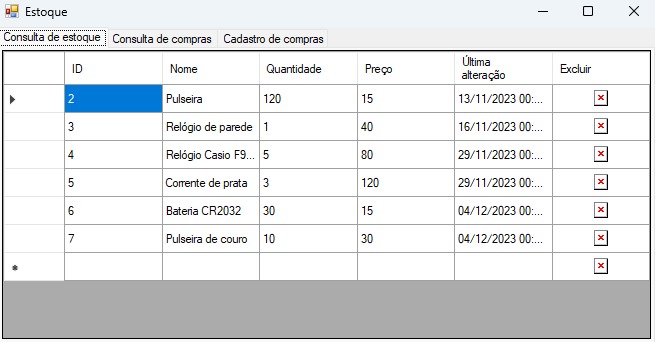 Estoque
Consulta de estoque Consulta de compras Cadastro de compras
ID Nome Quantidade Preço Última alteração Excluir
2 Pulseira 120 15 13/11/2023 00:...
3 Relógio de parede 1 40 16/11/2023 00:...
4 Relógio Casio F9... 5 80 29/11/2023 00:...
5 Corrente de prata 3 120 29/11/2023 00:...
6 Bateria CR2032 30 15 04/12/2023 00:...
7 Pulseira de couro 10 30 04/12/2023 00:...